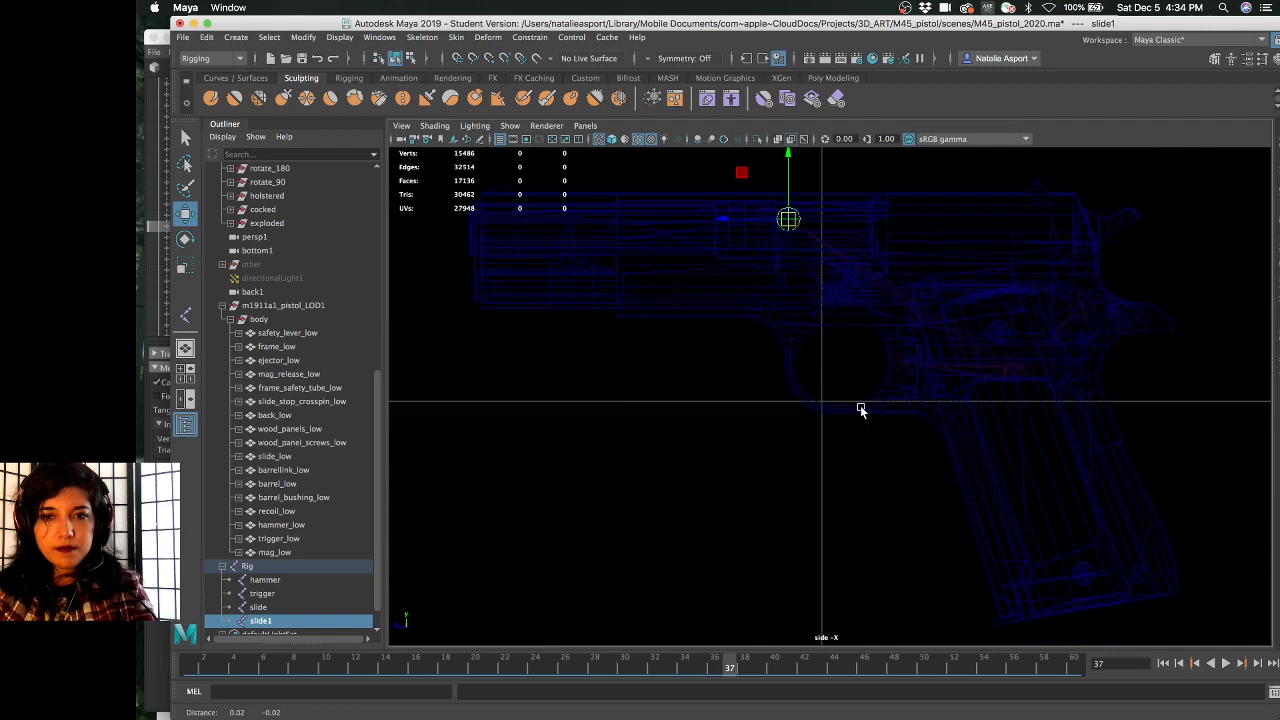 Maya Window
100% Sat Dec 5 4:34 PM
Autodesk Maya 2019 - Student Version: /Users/natalieasport/Library/Mobile Documents/com~apple~CloudDocs/Projects/3D_ART/M45_pistol/scenes/M45_pistol_2020.ma* --- slide1
File Edit Create Select Modify Display Windows Skeleton Skin Deform Constrain Control Cache Help
Workspace : Maya Classic*
Rigging
No Live Surface
Symmetry: Off
Natalie Asport
Curves / Surfaces Sculpting Rigging Animation Rendering FX FX Caching Custom Bifrost MASH Motion Graphics XGen Poly Modeling
Outliner
Display Show Help
Search...
View Shading Lighting Show Renderer Panels
0.00 1.00 sRGB gamma
Verts: 15486 0 0
Edges: 32514 0 0
Faces: 17136 0 0
Tris: 30462 0 0
UVs: 27948 0 0
rotate_180
rotate_90
holstered
cocked
exploded
persp1
bottom1
other
directionalLight1
back1
m1911a1_pistol_LOD1
body
safety_lever_low
frame_low
ejector_low
mag_release_low
frame_safety_tube_low
slide_stop_crosspin_low
back_low
wood_panels_low
wood_panel_screws_low
slide_low
barrellink_low
barrel_low
barrel_bushing_low
recoil_low
hammer_low
trigger_low
mag_low
Rig
hammer
trigger
slide
slide1
y
side -X
2 4 6 8 10 12 14 16 18 20 22 24 26 28 30 32 34 36 37 38 40 42 44 46 48 50 52 54 56 58 60
37
MEL
Distance: 0.02 -0.02